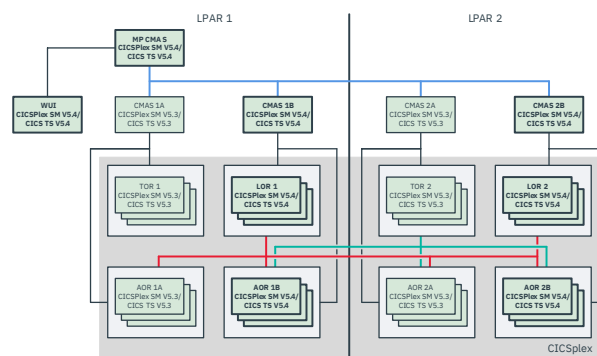 LPAR 1
LPAR 2
MP CMAS
CICSPlex SM V5.4/
CICS TS V5.4
WUI
CICSPlex SM V5.4/
CICS TS V5.4
CMAS 1A
CICSPlex SM V5.3/
CICS TS V5.3
CMAS 1B
CICSPlex SM V5.4/
CICS TS V5.4
CMAS 2A
CICSPlex SM V5.3/
CICS TS V5.3
CMAS 2B
CICSPlex SM V5.4/
CICS TS V5.4
TOR 1
CICSPlex SM V5.3/
CICS TS V5.3
LOR 1
CICSPlex SM V5.4/
CICS TS V5.4
TOR 2
CICSPlex SM V5.3/
CICS TS V5.3
LOR 2
CICSPlex SM V5.4/
CICS TS V5.4
AOR 1A
CICSPlex SM V5.3/
CICS TS V5.3
AOR 1B
CICSPlex SM V5.4/
CICS TS V5.4
AOR 2A
CICSPlex SM V5.3/
CICS TS V5.3
AOR 2B
CICSPlex SM V5.4/
CICS TS V5.4
CICSplex